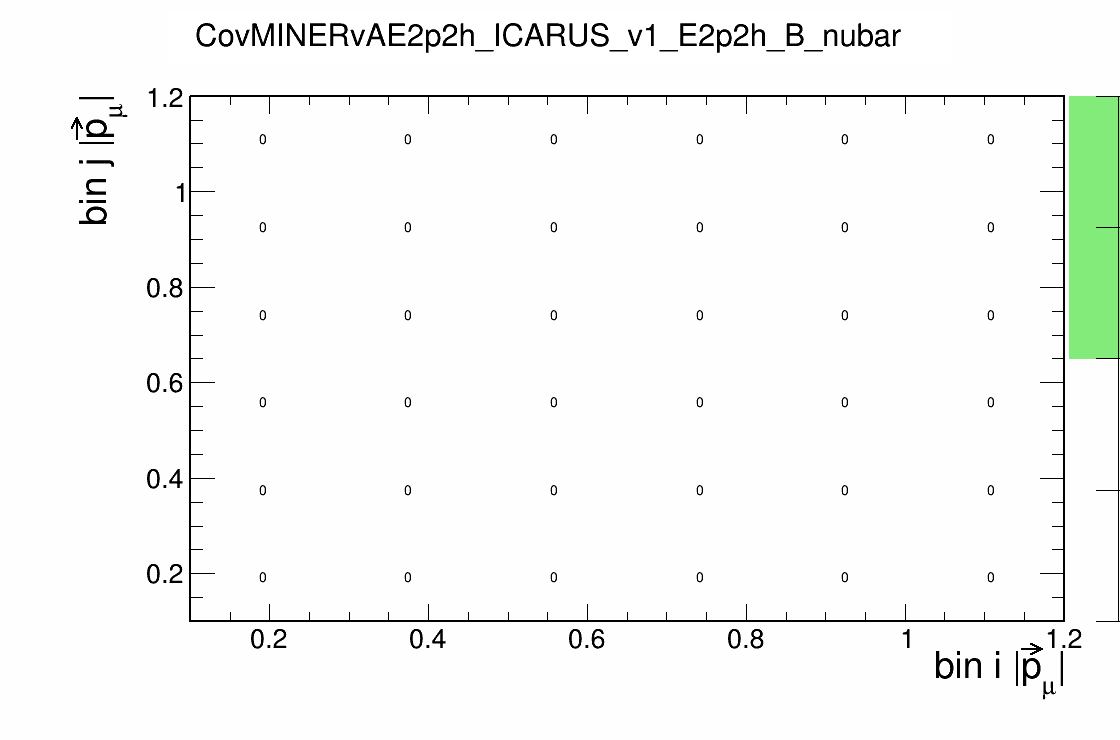 CovMINERvAE2p2h_ICARUS_v1_E2p2h_B_nubar
bin j |p⃗μ|
1.2
1
0.8
0.6
0.4
0.2
0 0 0 0 0 0
0 0 0 0 0 0
0 0 0 0 0 0
0 0 0 0 0 0
0 0 0 0 0 0
0 0 0 0 0 0
0.2 0.4 0.6 0.8 1 1.2
bin i |p⃗μ|